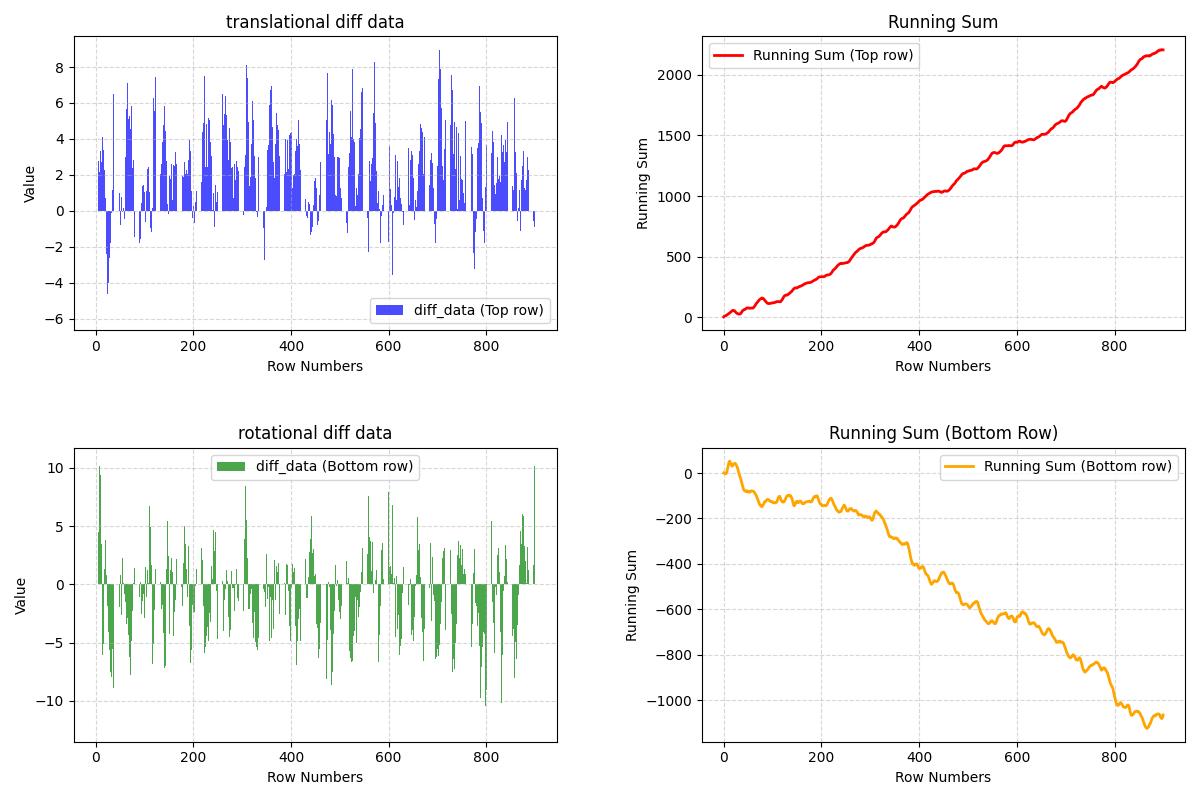 translational diff data
8
6
4
2
0
−2
−4
−6
Value
diff_data (Top row)
0 200 400 600 800
Row Numbers
Running Sum
Running Sum (Top row)
2000
1500
1000
500
0
Running Sum
0 200 400 600 800
Row Numbers
rotational diff data
diff_data (Bottom row)
10
5
0
−5
−10
Value
0 200 400 600 800
Row Numbers
Running Sum (Bottom Row)
Running Sum (Bottom row)
0
−200
−400
−600
−800
−1000
Running Sum
0 200 400 600 800
Row Numbers